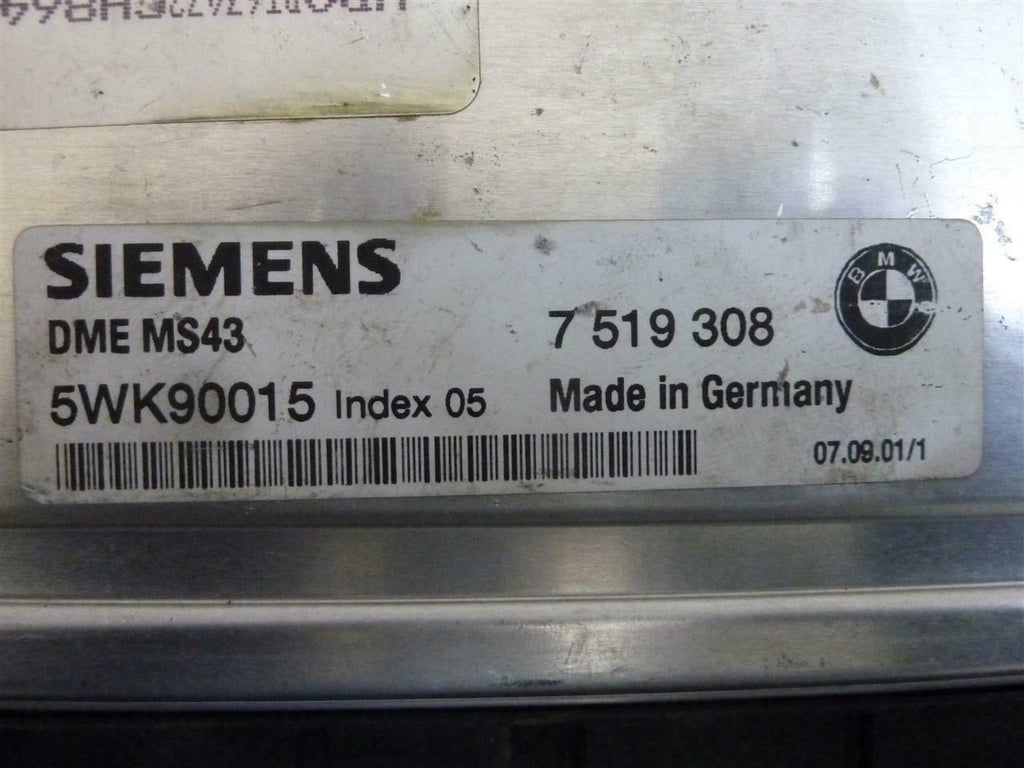 SIEMENS
BMW
DME MS43
7 519 308
5WK90015 Index 05
Made in Germany
07.09.01/1